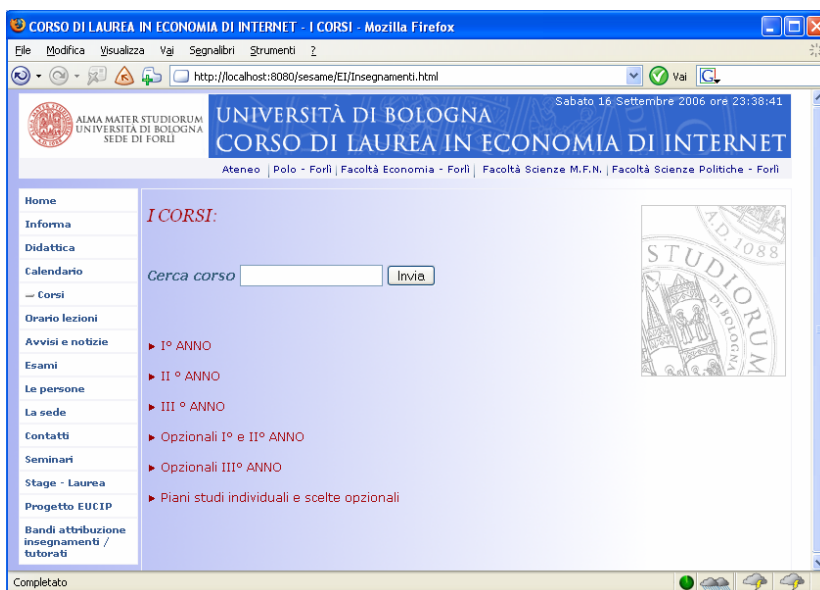 CORSO DI LAUREA IN ECONOMIA DI INTERNET - I CORSI - Mozilla Firefox
File Modifica Visualizza Vai Segnalibri Strumenti ?
http://localhost:8080/sesame/EI/Insegnamenti.html Vai
Sabato 16 Settembre 2006 ore 23:38:41
ALMA MATER STUDIORUM
UNIVERSITÀ DI BOLOGNA
SEDE DI FORLÌ
UNIVERSITÀ DI BOLOGNA
CORSO DI LAUREA IN ECONOMIA DI INTERNET
Ateneo | Polo - Forlì | Facoltà Economia - Forlì | Facoltà Scienze M.F.N. | Facoltà Scienze Politiche - Forlì
Home
Informa
Didattica
Calendario
Corsi
Orario lezioni
Avvisi e notizie
Esami
Le persone
La sede
Contatti
Seminari
Stage - Laurea
Progetto EUCIP
Bandi attribuzione
insegnamenti /
tutorati
I CORSI:
Cerca corso Invia
I° ANNO
II ° ANNO
III ° ANNO
Opzionali I° e II° ANNO
Opzionali III° ANNO
Piani studi individuali e scelte opzionali
A.D. 1088
STUDIORUM
DI BOLOGNA
Completato